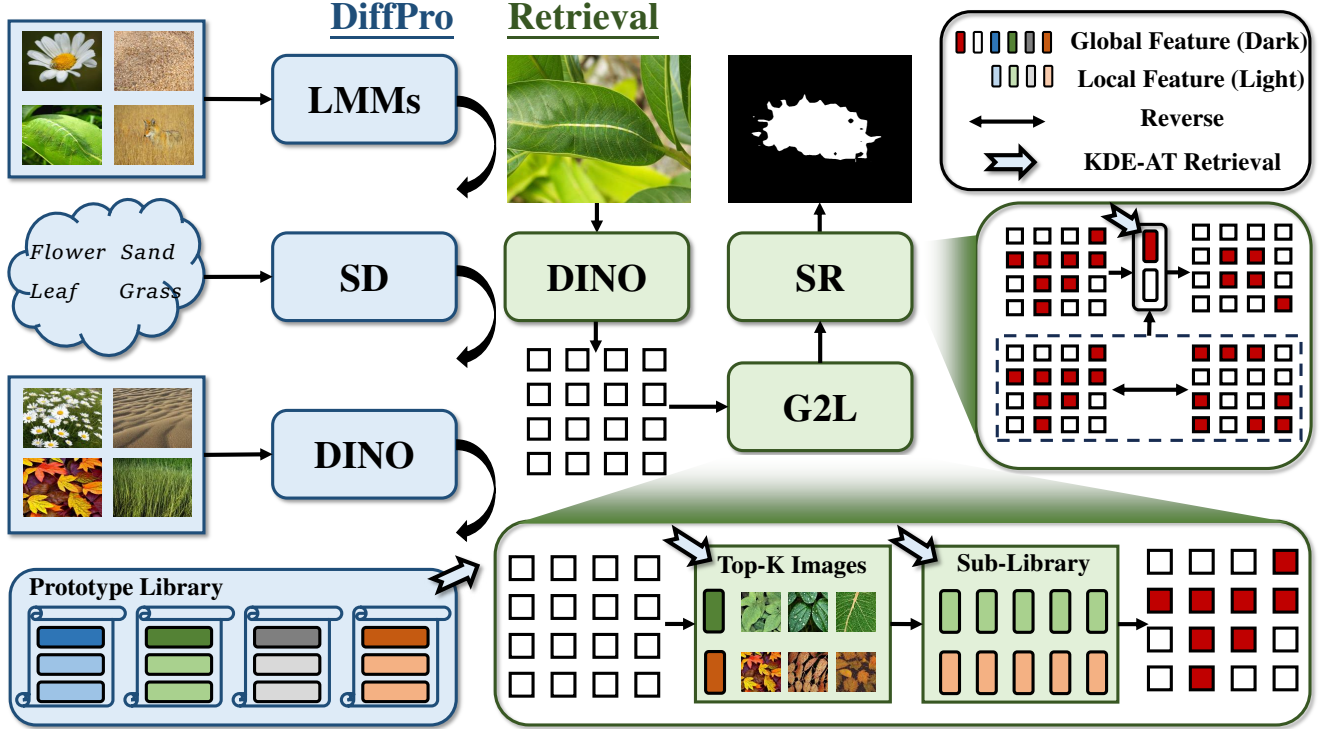 DiffPro
Retrieval
LMMs
Flower Sand
Leaf Grass
SD
DINO
Prototype Library
DINO
SR
G2L
Global Feature (Dark)
Local Feature (Light)
Reverse
KDE-AT Retrieval
Top-K Images
Sub-Library